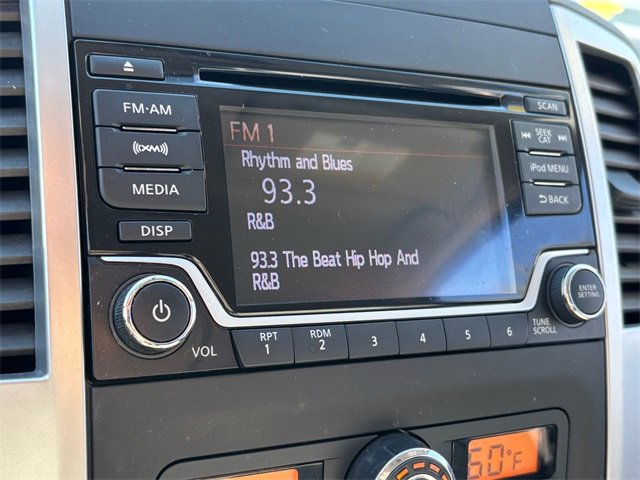 FM·AM
(XM)
MEDIA
DISP
VOL
FM 1
Rhythm and Blues
93.3
R&B
93.3 The Beat Hip Hop And
R&B
SCAN
SEEK
CAT
iPod MENU
BACK
ENTER
SETTING
TUNE
SCROLL
RPT
1
RDM
2
3
4
5
6
60°F